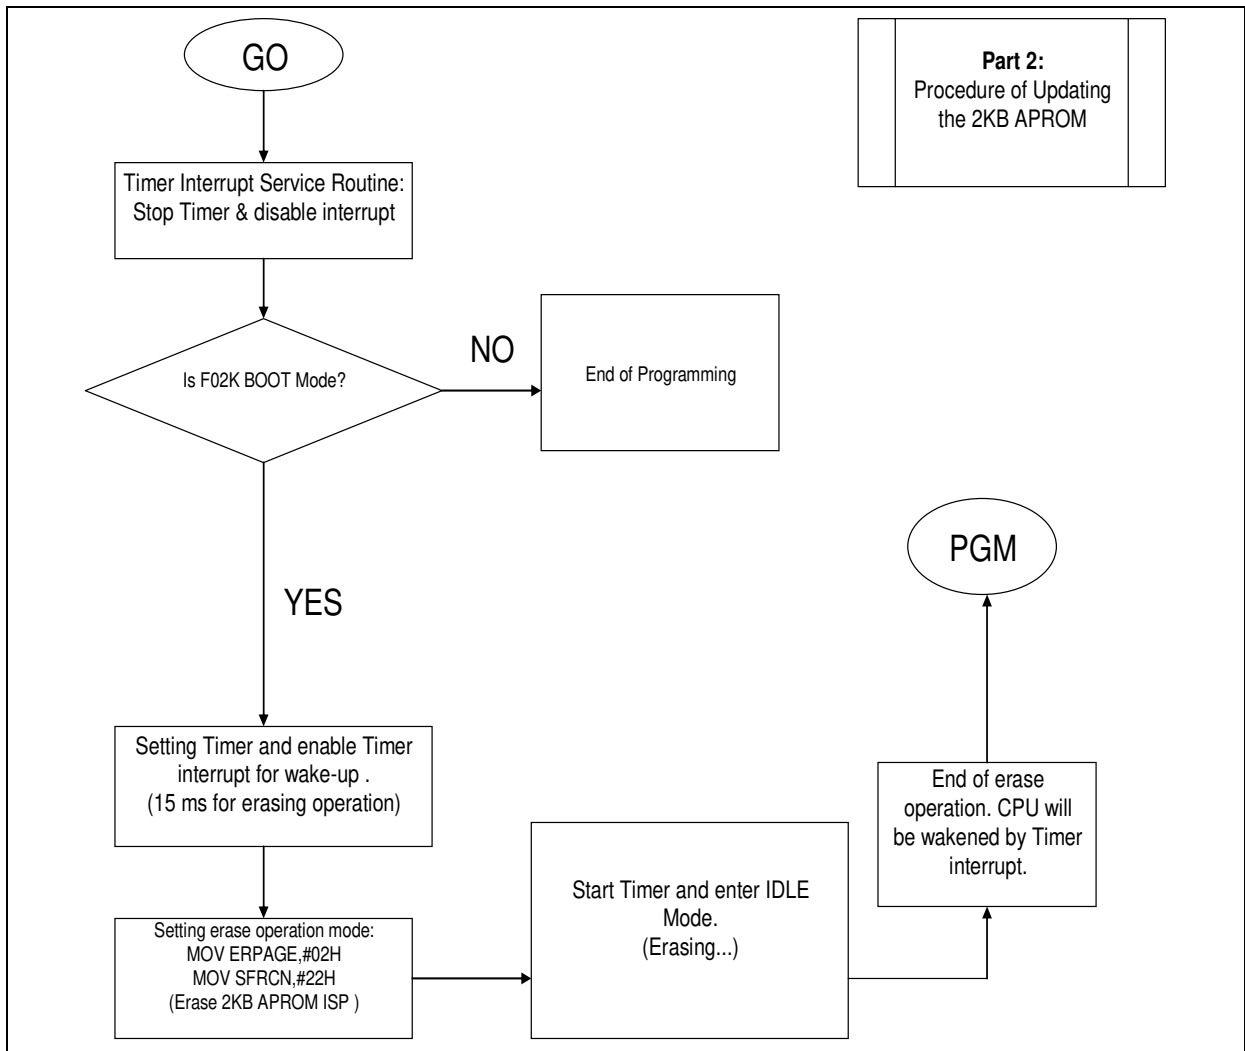 GO
Part 2:
Procedure of Updating
the 2KB APROM
Timer Interrupt Service Routine:
Stop Timer & disable interrupt
Is F02K BOOT Mode?
NO
End of Programming
YES
PGM
Setting Timer and enable Timer
interrupt for wake-up .
(15 ms for erasing operation)
Setting erase operation mode:
MOV ERPAGE,#02H
MOV SFRCN,#22H
(Erase 2KB APROM ISP )
Start Timer and enter IDLE
Mode.
(Erasing...)
End of erase
operation. CPU will
be wakened by Timer
interrupt.